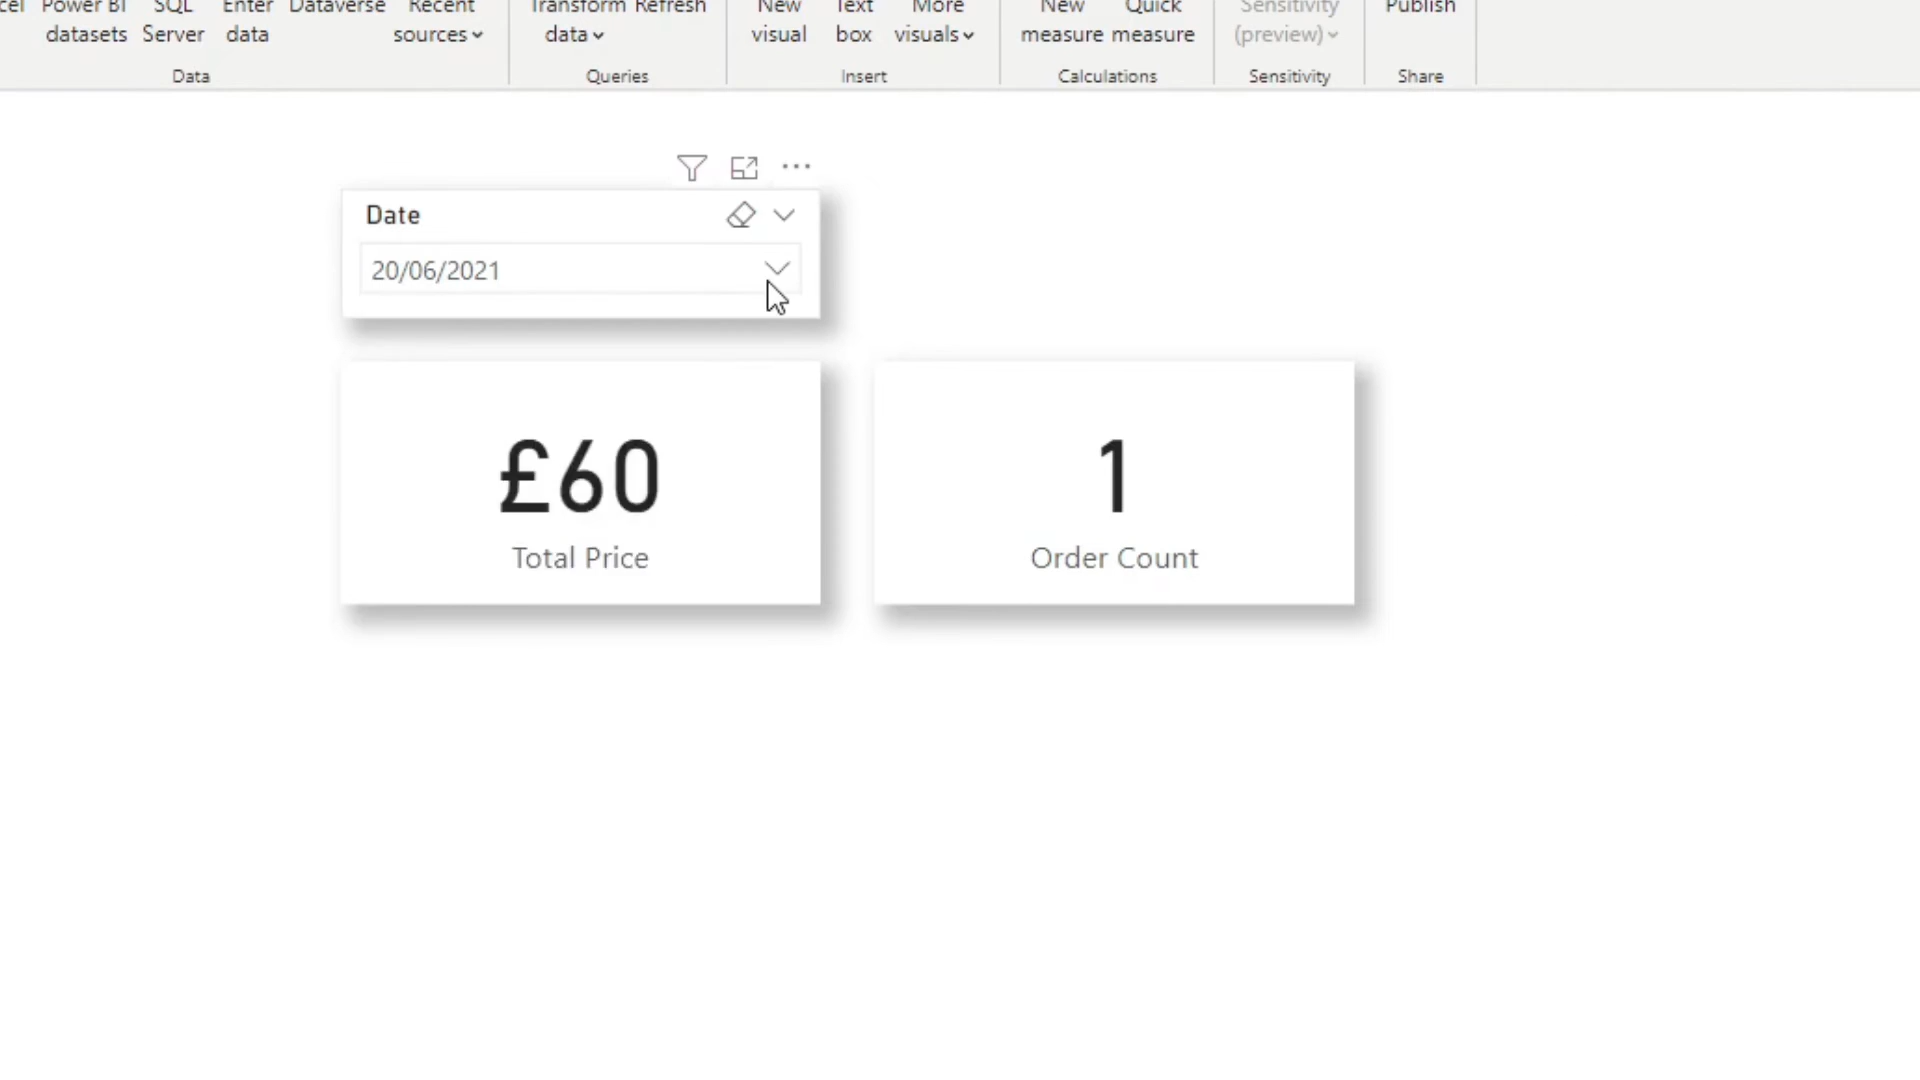 Power BI SQL Enter Dataverse Recent Transform Refresh New Text More New Quick Sensitivity Publish
datasets Server data sources data visual box visuals measure measure (preview)
Data Queries Insert Calculations Sensitivity Share
Date
20/06/2021
£60 1
Total Price Order Count